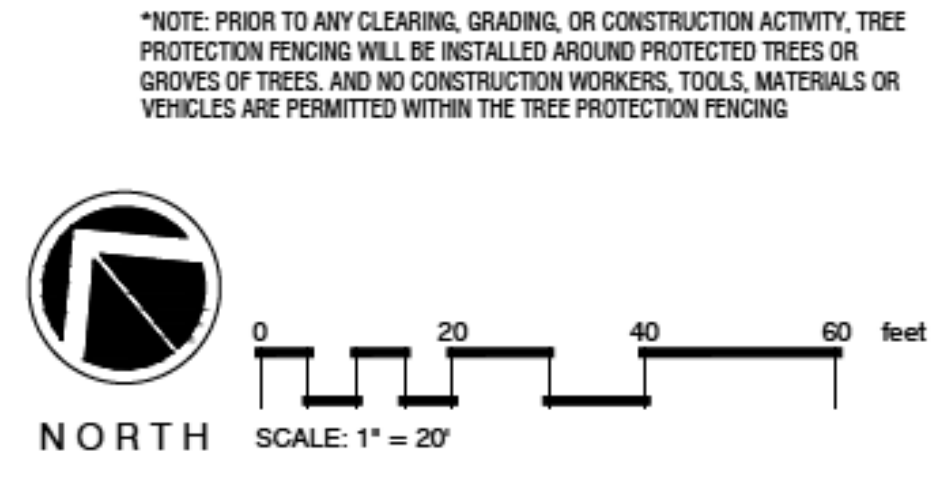 *NOTE: PRIOR TO ANY CLEARING, GRADING, OR CONSTRUCTION ACTIVITY, TREE
PROTECTION FENCING WILL BE INSTALLED AROUND PROTECTED TREES OR
GROVES OF TREES. AND NO CONSTRUCTION WORKERS, TOOLS, MATERIALS OR
VEHICLES ARE PERMITTED WITHIN THE TREE PROTECTION FENCING
0 20 40 60 feet
NORTH SCALE: 1" = 20'